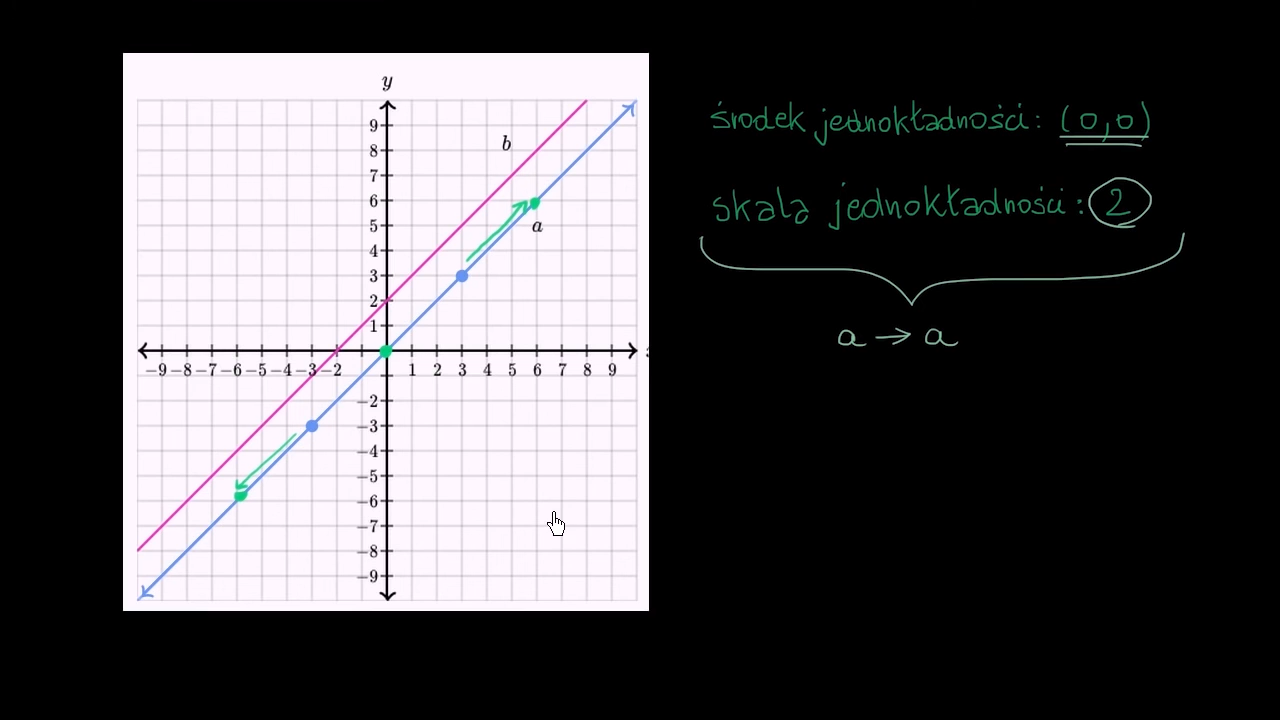 y
9
8
7
6
5
4
3
2
1
b
a
−9 −8 −7 −6 −5 −4 −3 −2 1 2 3 4 5 6 7 8 9
−2
−3
−4
−5
−6
−7
−8
−9
środek jednokładności: (0,0)
skala jednokładności: 2
a → a